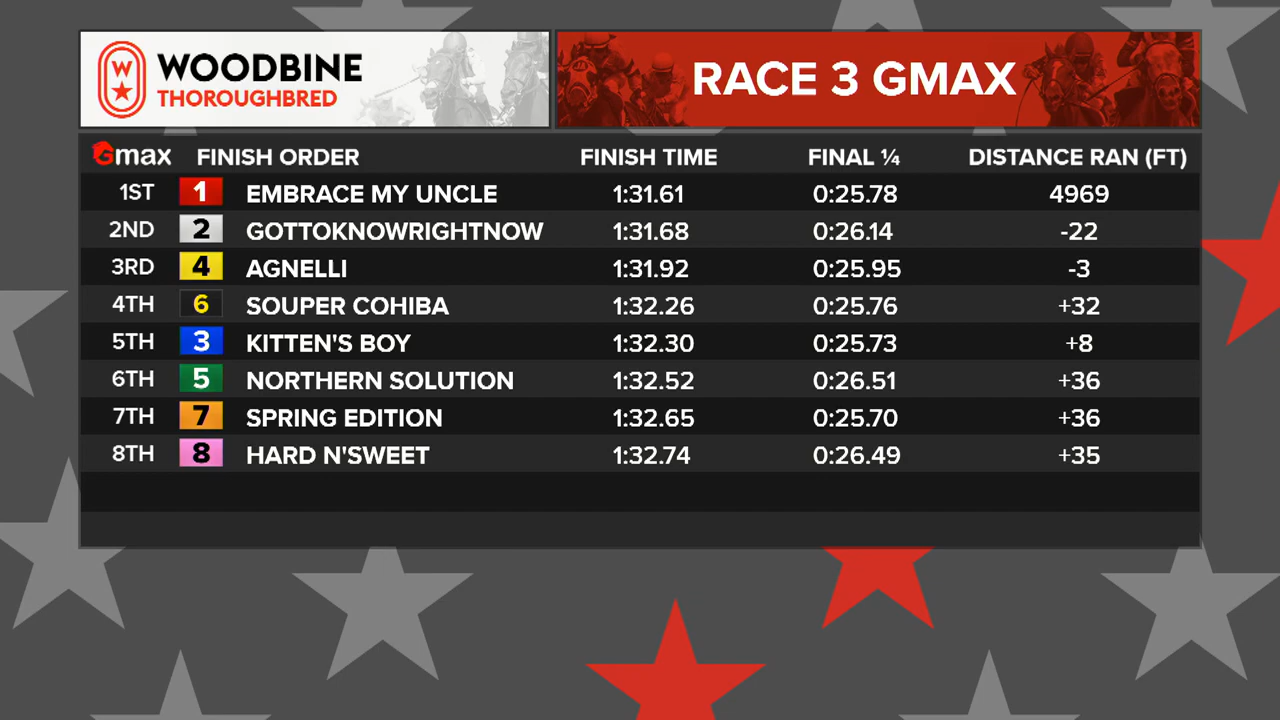 W
WOODBINE
THOROUGHBRED
RACE 3 GMAX
Gmax FINISH ORDER FINISH TIME FINAL ¼ DISTANCE RAN (FT)
1ST 1 EMBRACE MY UNCLE 1:31.61 0:25.78 4969
2ND 2 GOTTOKNOWRIGHTNOW 1:31.68 0:26.14 -22
3RD 4 AGNELLI 1:31.92 0:25.95 -3
4TH 6 SOUPER COHIBA 1:32.26 0:25.76 +32
5TH 3 KITTEN'S BOY 1:32.30 0:25.73 +8
6TH 5 NORTHERN SOLUTION 1:32.52 0:26.51 +36
7TH 7 SPRING EDITION 1:32.65 0:25.70 +36
8TH 8 HARD N'SWEET 1:32.74 0:26.49 +35